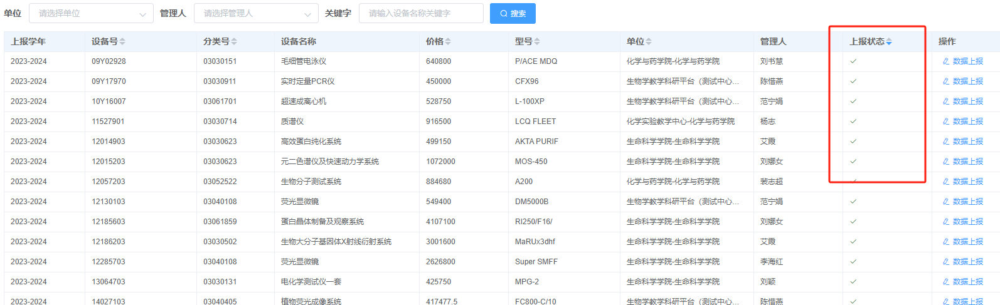 单位 请选择单位 管理人 请选择管理人 关键字 请输入设备名称关键字 搜索
上报学年 设备号 分类号 设备名称 价格 型号 单位 管理人 上报状态 操作
2023-2024 09Y02928 03030151 毛细管电泳仪 640800 P/ACE MDQ 化学与药学院-化学与药学院 刘书慧 ✓ 数据上报
2023-2024 09Y17970 03030911 实时定量PCR仪 450000 CFX96 生物学教学科研平台（测试中心... 陈惜燕 ✓ 数据上报
2023-2024 10Y16007 03061701 超速成离心机 528750 L-100XP 生物学教学科研平台（测试中心... 范宁娟 ✓ 数据上报
2023-2024 11527901 03030714 质谱仪 916500 LCQ FLEET 化学实验教学中心-化学与药学院 杨志 ✓ 数据上报
2023-2024 12014903 03030623 高效蛋白纯化系统 499150 AKTA PURIF 生命科学学院-生命科学学院 艾霞 ✓ 数据上报
2023-2024 12015203 03030623 元二色谱仪及快速动力学系统 1072000 MOS-450 生命科学学院-生命科学学院 刘娜女 ✓ 数据上报
2023-2024 12057203 03052522 生物分子测试系统 884680 A200 化学与药学院-化学与药学院 裴志超 ✓ 数据上报
2023-2024 12130103 03040108 荧光显微镜 549400 DM5000B 生物学教学科研平台（测试中心... 范宁娟 ✓ 数据上报
2023-2024 12185603 03061859 蛋白晶体制备及观察系统 4107100 RI250/F16/ 生命科学学院-生命科学学院 刘娜女 ✓ 数据上报
2023-2024 12186203 03030502 生物大分子基因体X射线衍射系统 3001600 MaRUx3dhf 生命科学学院-生命科学学院 艾霞 ✓ 数据上报
2023-2024 12285703 03040108 荧光显微镜 2626800 Super SMFF 生命科学学院-生命科学学院 李海红 ✓ 数据上报
2023-2024 13064703 03030131 电化学测试仪一套 425750 MPG-2 生命科学学院-生命科学学院 刘颖 ✓ 数据上报
2023-2024 14027103 03040405 植物荧光成像系统 417477.5 FC800-C/10 生物学教学科研平台（测试中心... 陈惜燕 ✓ 数据上报